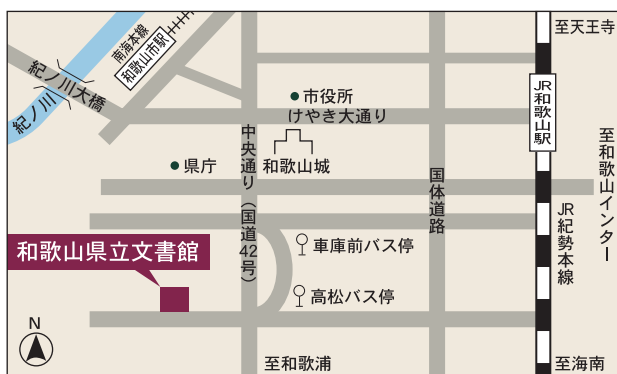 至天王寺
南海本線
和歌山市駅
紀ノ川大橋
紀ノ川
JR和歌山駅
市役所
けやき大通り
中央通り（国道42号）
和歌山城
県庁
国体道路
至和歌山インター
JR紀勢本線
車庫前バス停
和歌山県立文書館
高松バス停
N
至和歌浦
至海南